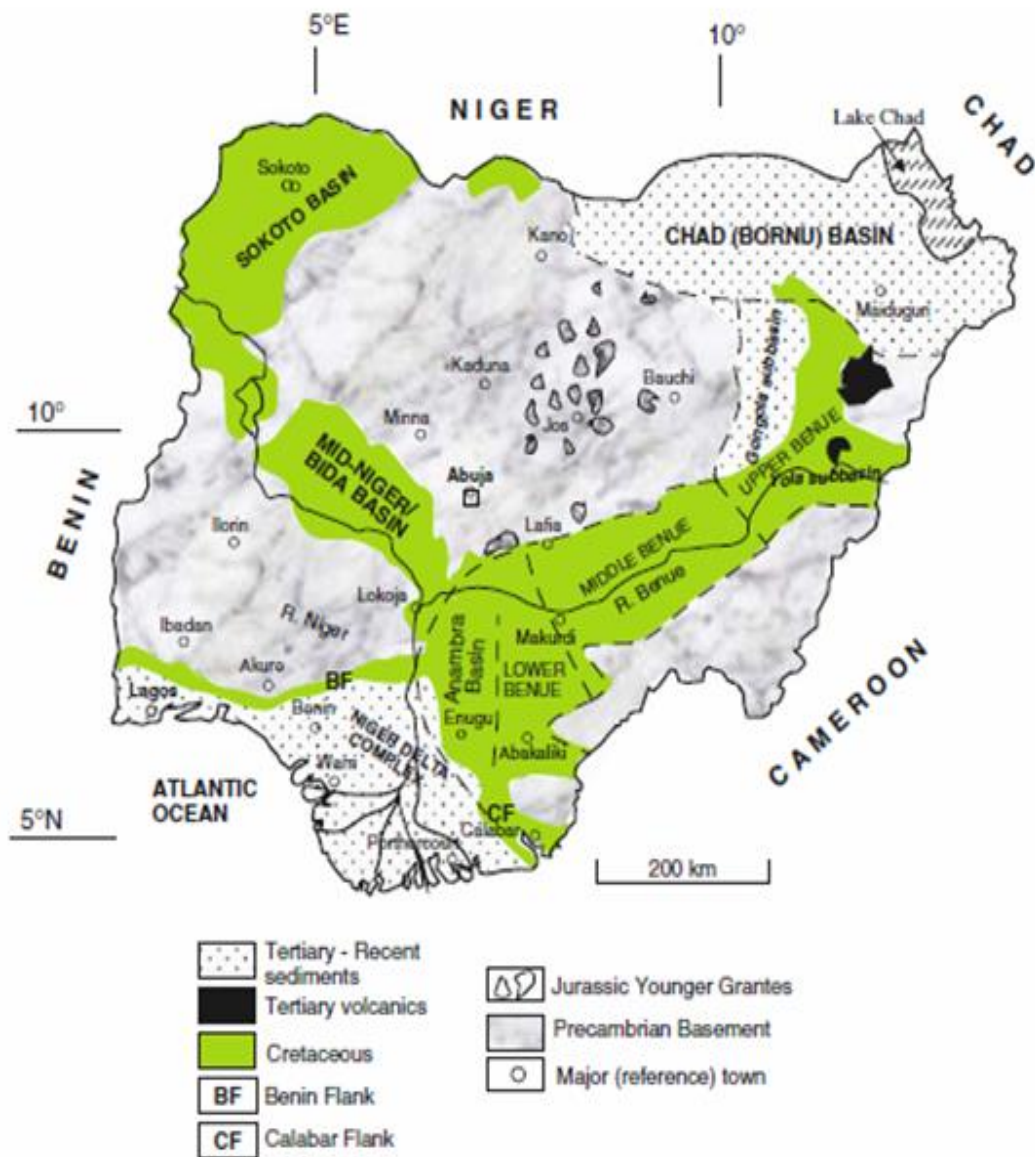 5°E
10°
NIGER
CHAD
Lake Chad
Sokoto
SOKOTO BASIN
Kano
CHAD (BORNU) BASIN
Maiduguri
Gongola subbasin
Kaduna
Bauchi
Jos
Minna
10°
MID-NIGER/
BIDA BASIN
Abuja
UPPER BENUE
Yola subbasin
BENIN
Ilorin
Lafia
MIDDLE BENUE
R. Benue
Lokoja
R. Niger
Ibadan
Makurdi
Akure
BF
Anambra
Basin
LOWER
BENUE
Lagos
Benin
Enugu
Abakaliki
NIGER DELTA
COMPLEX
Warri
CAMEROON
ATLANTIC
OCEAN
5°N
CF
Calabar
Portharcourt
200 km
Tertiary - Recent
sediments
Tertiary volcanics
Cretaceous
BF
Benin Flank
CF
Calabar Flank
Jurassic Younger Grantes
Precambrian Basement
Major (reference) town